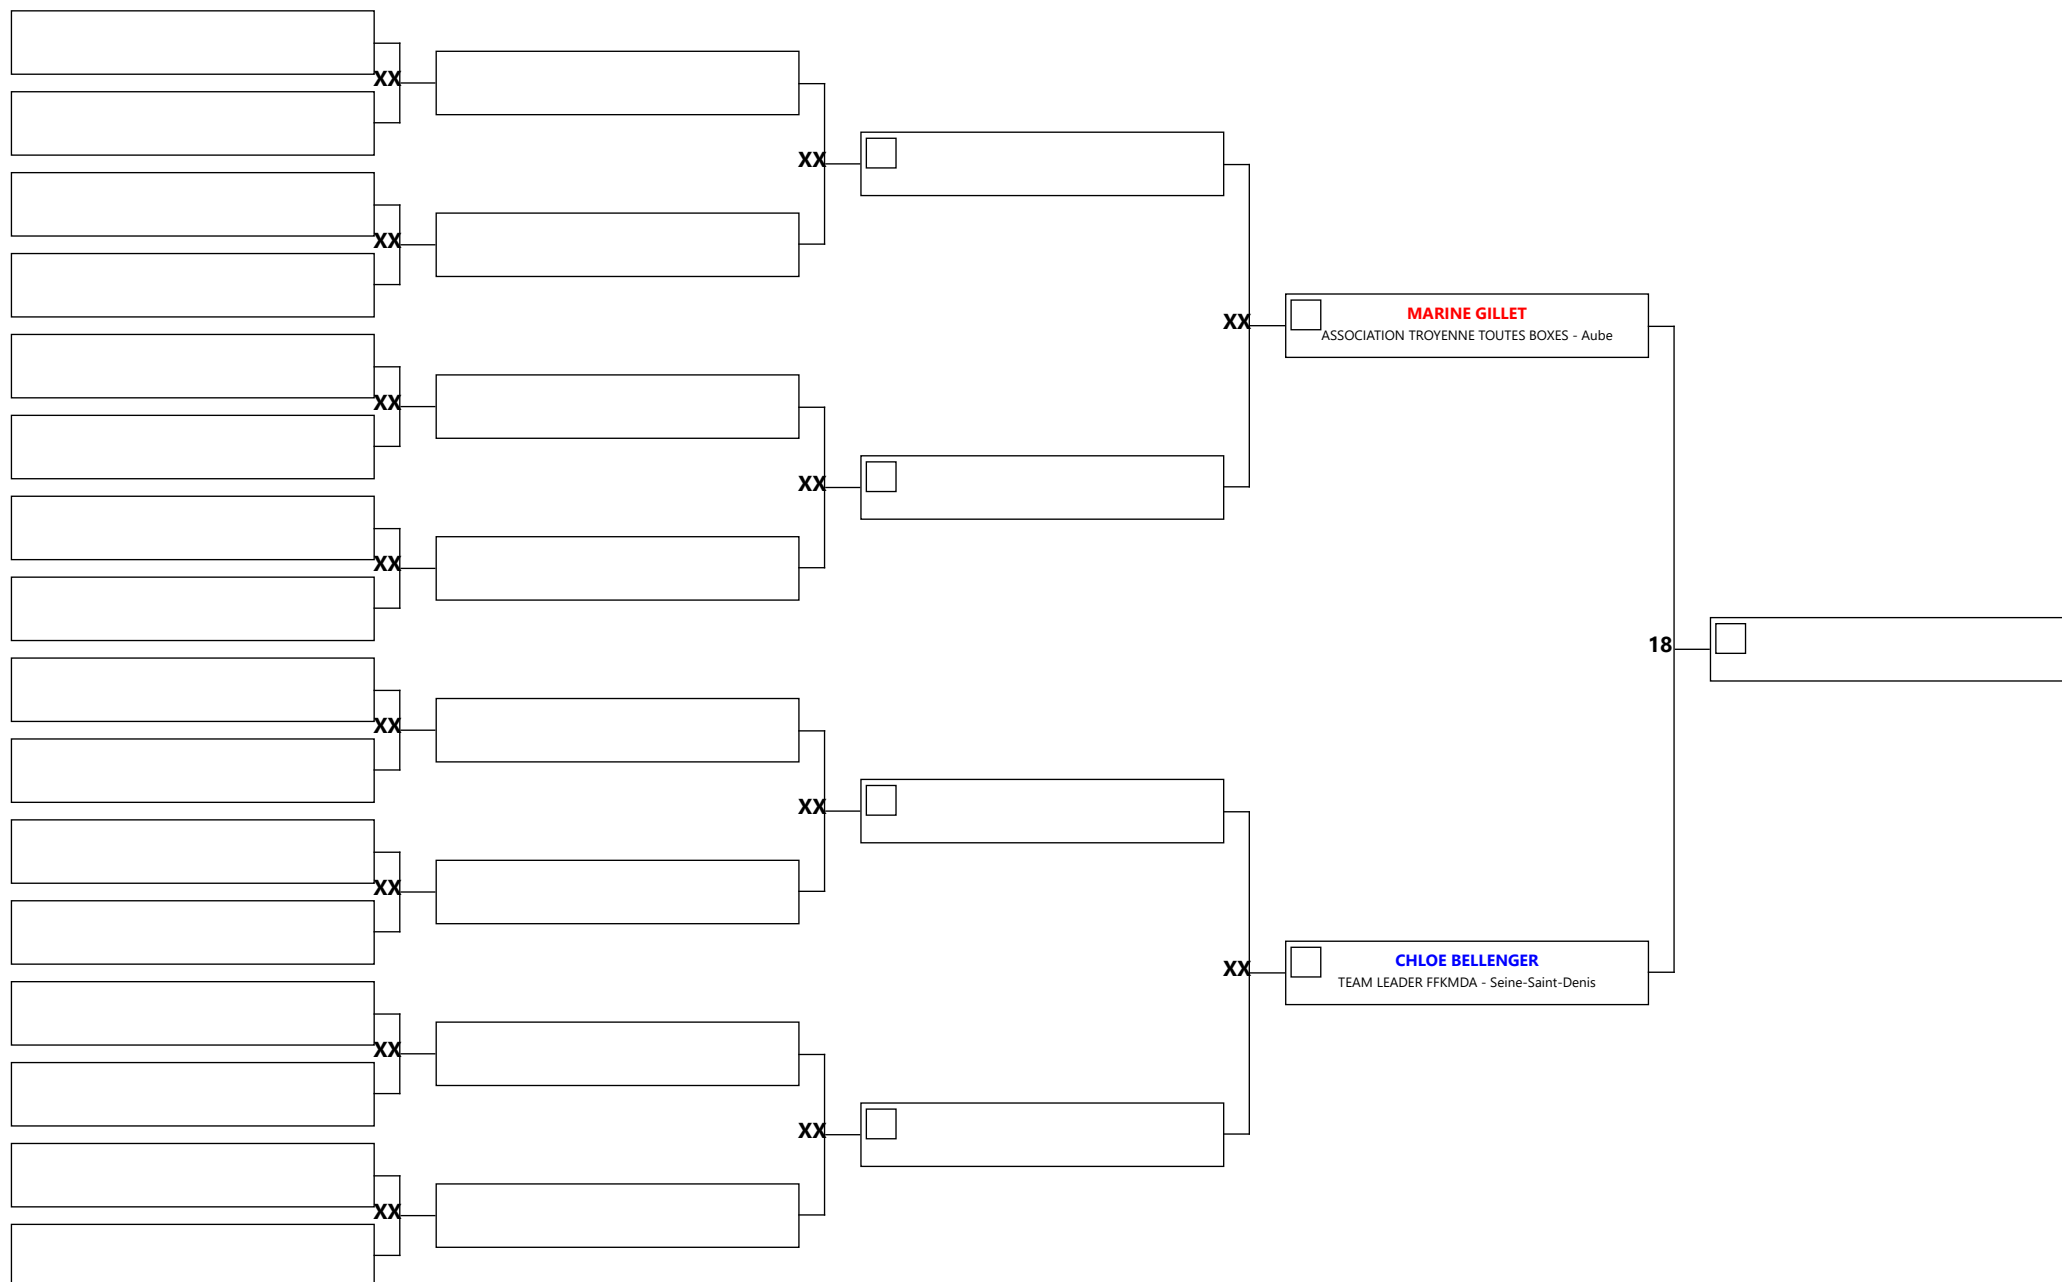 XX
XX
XX
XX
XX
MARINE GILLET
ASSOCIATION TROYENNE TOUTES BOXES - Aube
XX
XX
XX
18
XX
XX
XX
CHLOE BELLENGER
TEAM LEADER FFKMDA - Seine-Saint-Denis
XX
XX
XX
XX